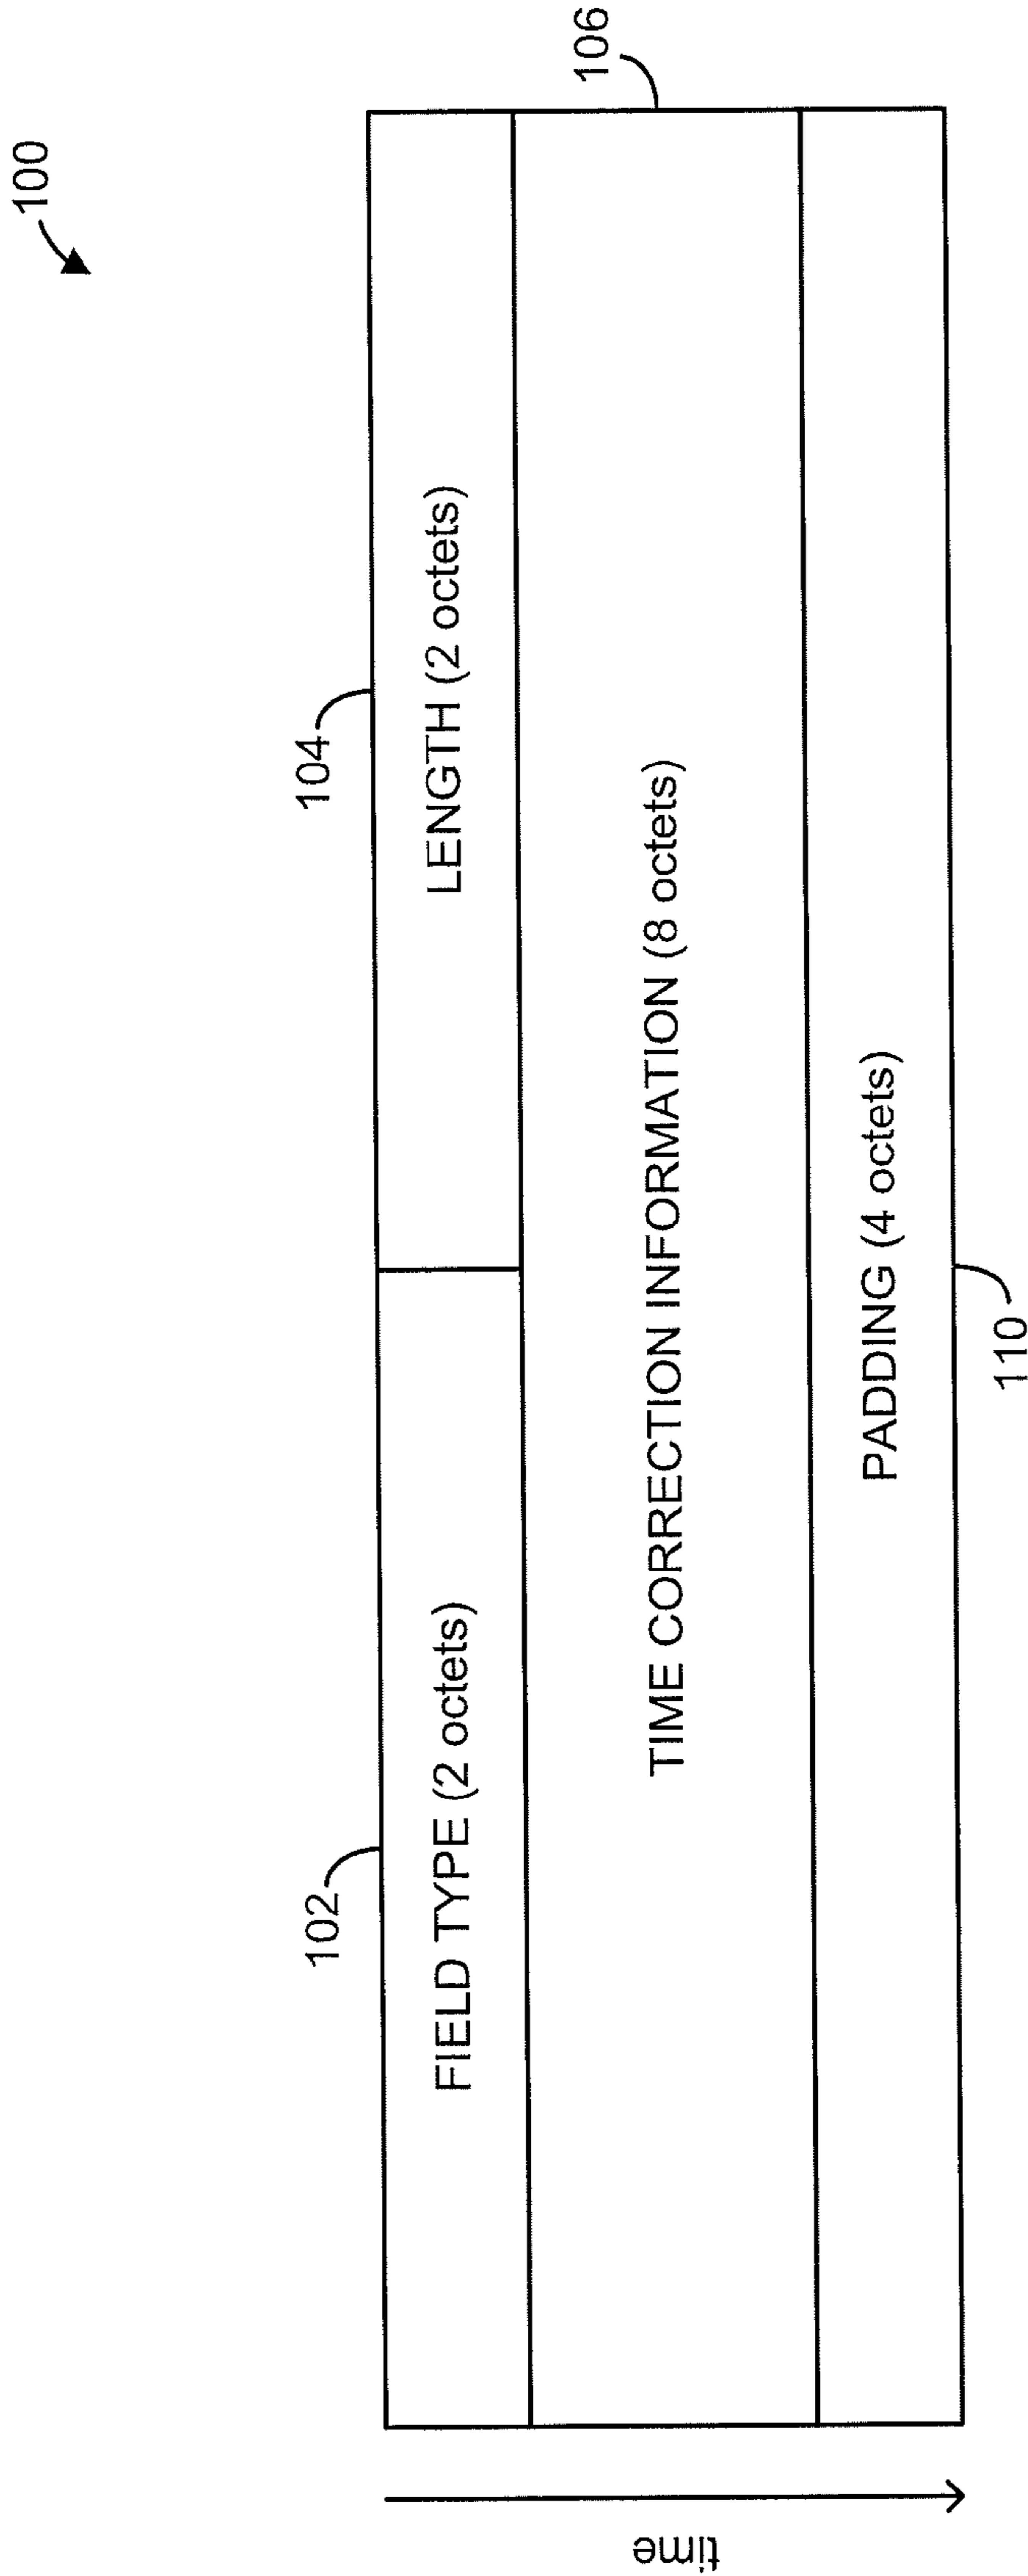 100
102
104
FIELD TYPE (2 octets)
LENGTH (2 octets)
106
TIME CORRECTION INFORMATION (8 octets)
PADDING (4 octets)
110
time